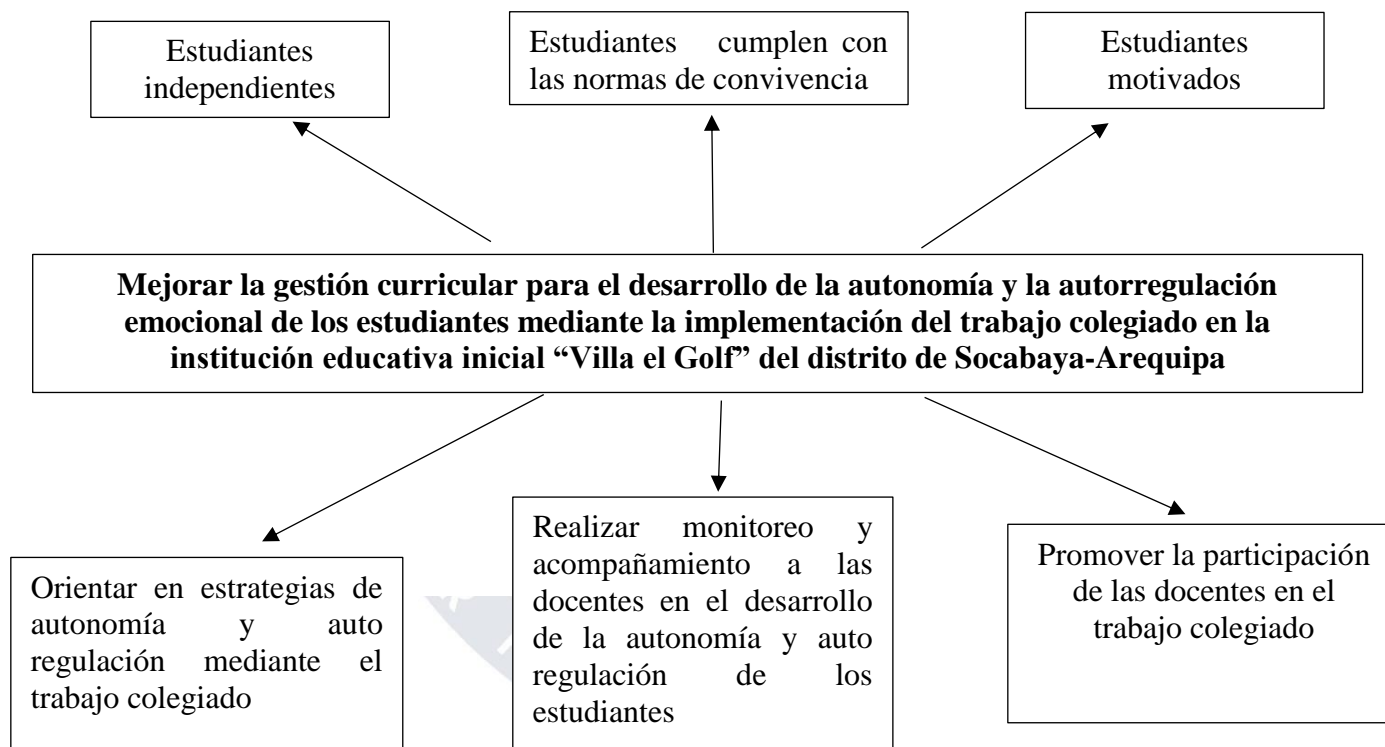 Estudiantes
independientes
Estudiantes cumplen con
las normas de convivencia
Estudiantes
motivados
Mejorar la gestión curricular para el desarrollo de la autonomía y la autorregulación
emocional de los estudiantes mediante la implementación del trabajo colegiado en la
institución educativa inicial “Villa el Golf” del distrito de Socabaya-Arequipa
Orientar en estrategias de
autonomía y auto
regulación mediante el
trabajo colegiado
Realizar monitoreo y
acompañamiento a las
docentes en el desarrollo
de la autonomía y auto
regulación de los
estudiantes
Promover la participación
de las docentes en el
trabajo colegiado